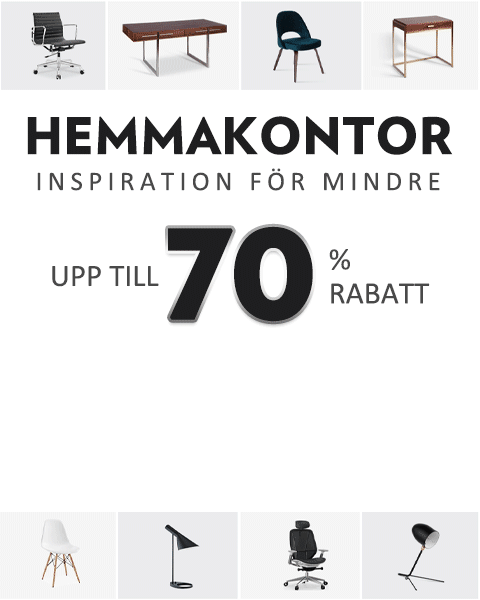 HEMMAKONTOR
INSPIRATION FÖR MINDRE
UPP TILL 70 % RABATT